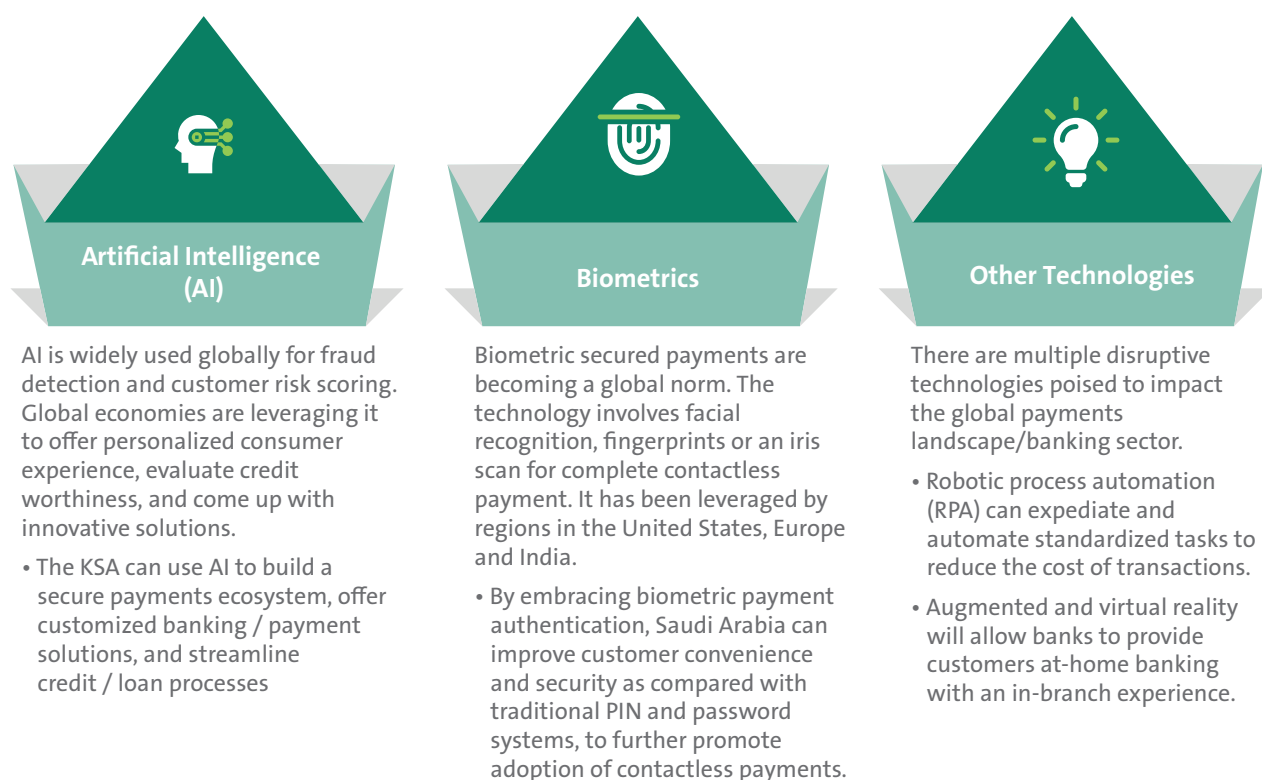 Artificial Intelligence
(AI)
AI is widely used globally for fraud
detection and customer risk scoring.
Global economies are leveraging it
to offer personalized consumer
experience, evaluate credit
worthiness, and come up with
innovative solutions.
• The KSA can use AI to build a
secure payments ecosystem, offer
customized banking / payment
solutions, and streamline
credit / loan processes
Biometrics
Biometric secured payments are
becoming a global norm. The
technology involves facial
recognition, fingerprints or an iris
scan for complete contactless
payment. It has been leveraged by
regions in the United States, Europe
and India.
• By embracing biometric payment
authentication, Saudi Arabia can
improve customer convenience
and security as compared with
traditional PIN and password
systems, to further promote
adoption of contactless payments.
Other Technologies
There are multiple disruptive
technologies poised to impact
the global payments
landscape/banking sector.
• Robotic process automation
(RPA) can expediate and
automate standardized tasks to
reduce the cost of transactions.
• Augmented and virtual reality
will allow banks to provide
customers at-home banking
with an in-branch experience.